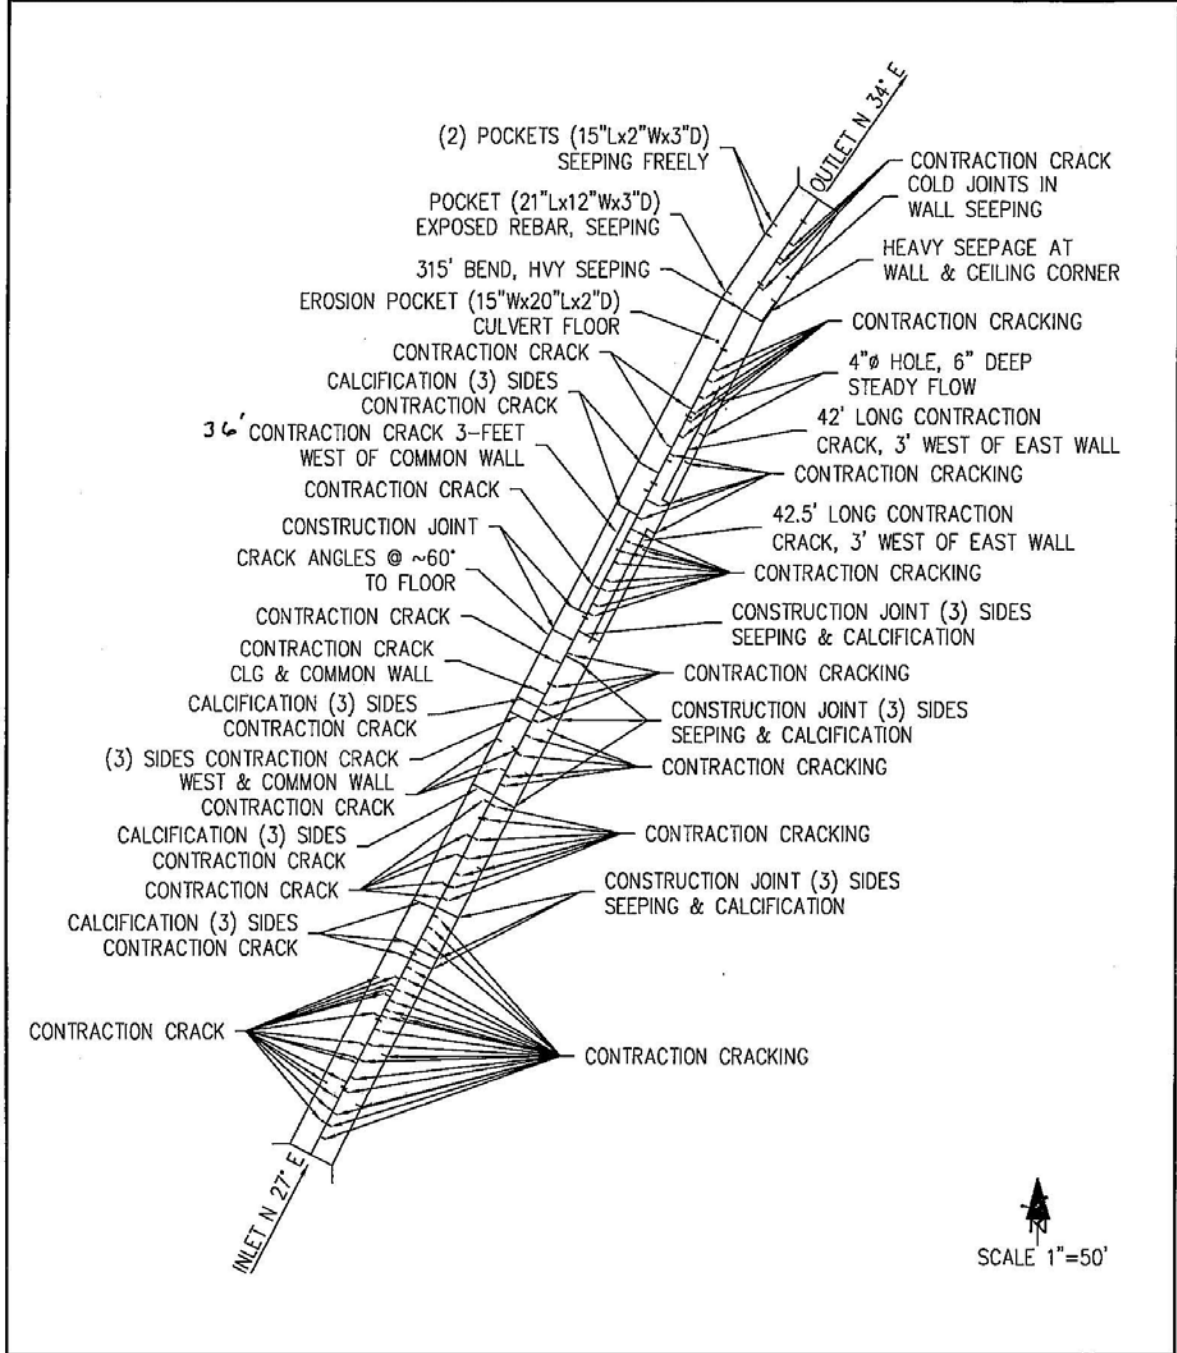 OUTLET N 34° E
(2) POCKETS (15"Lx2"Wx3"D)
SEEPING FREELY
POCKET (21"Lx12"Wx3"D)
EXPOSED REBAR, SEEPING
315' BEND, HVY SEEPING
EROSION POCKET (15"Wx20"Lx2"D)
CULVERT FLOOR
CONTRACTION CRACK
CALCIFICATION (3) SIDES
CONTRACTION CRACK
36' CONTRACTION CRACK 3-FEET
WEST OF COMMON WALL
CONTRACTION CRACK
CONSTRUCTION JOINT
CRACK ANGLES @ ~60°
TO FLOOR
CONTRACTION CRACK
CONTRACTION CRACK
CLG & COMMON WALL
CALCIFICATION (3) SIDES
CONTRACTION CRACK
(3) SIDES CONTRACTION CRACK
WEST & COMMON WALL
CONTRACTION CRACK
CALCIFICATION (3) SIDES
CONTRACTION CRACK
CONTRACTION CRACK
CALCIFICATION (3) SIDES
CONTRACTION CRACK
CONTRACTION CRACK
INLET N 27° E
CONTRACTION CRACK
COLD JOINTS IN
WALL SEEPING
HEAVY SEEPAGE AT
WALL & CEILING CORNER
CONTRACTION CRACKING
4"ø HOLE, 6" DEEP
STEADY FLOW
42' LONG CONTRACTION
CRACK, 3' WEST OF EAST WALL
CONTRACTION CRACKING
42.5' LONG CONTRACTION
CRACK, 3' WEST OF EAST WALL
CONTRACTION CRACKING
CONSTRUCTION JOINT (3) SIDES
SEEPING & CALCIFICATION
CONTRACTION CRACKING
CONSTRUCTION JOINT (3) SIDES
SEEPING & CALCIFICATION
CONTRACTION CRACKING
CONTRACTION CRACKING
CONSTRUCTION JOINT (3) SIDES
SEEPING & CALCIFICATION
CONTRACTION CRACKING
N
SCALE 1"=50'